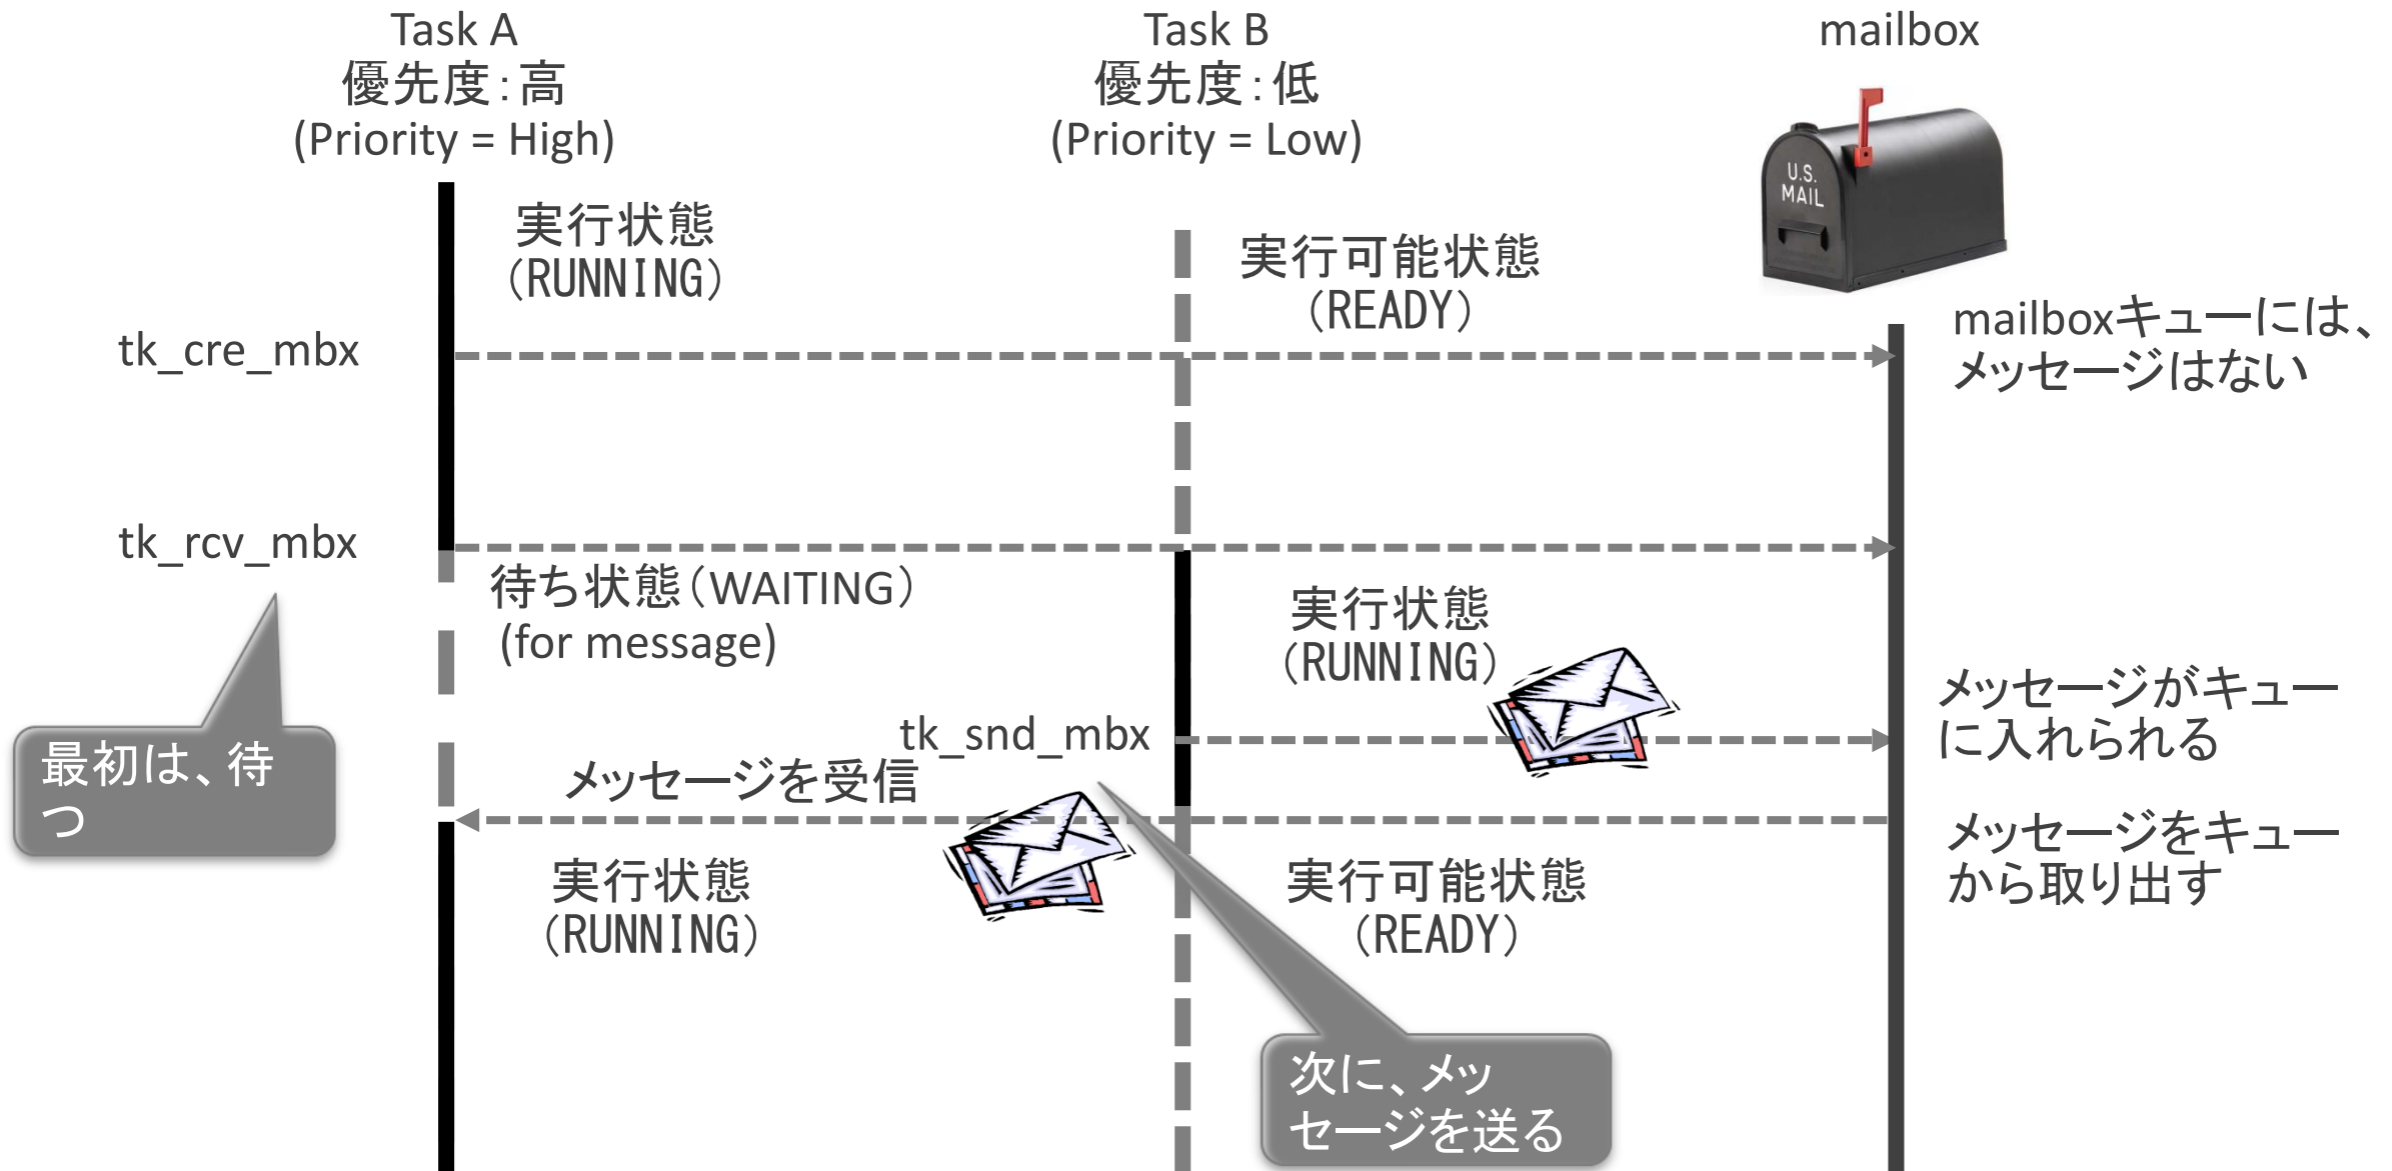 Task A
優先度：高
(Priority = High)
Task B
優先度：低
(Priority = Low)
mailbox
U.S.
MAIL
実行状態
（RUNNING）
実行可能状態
（READY）
tk_cre_mbx
mailboxキューには、
メッセージはない
tk_rcv_mbx
待ち状態（WAITING）
(for message)
実行状態
（RUNNING）
最初は、待
つ
tk_snd_mbx
メッセージがキュー
に入れられる
メッセージを受信
メッセージをキュー
から取り出す
実行状態
（RUNNING）
実行可能状態
（READY）
次に、メッ
セージを送る